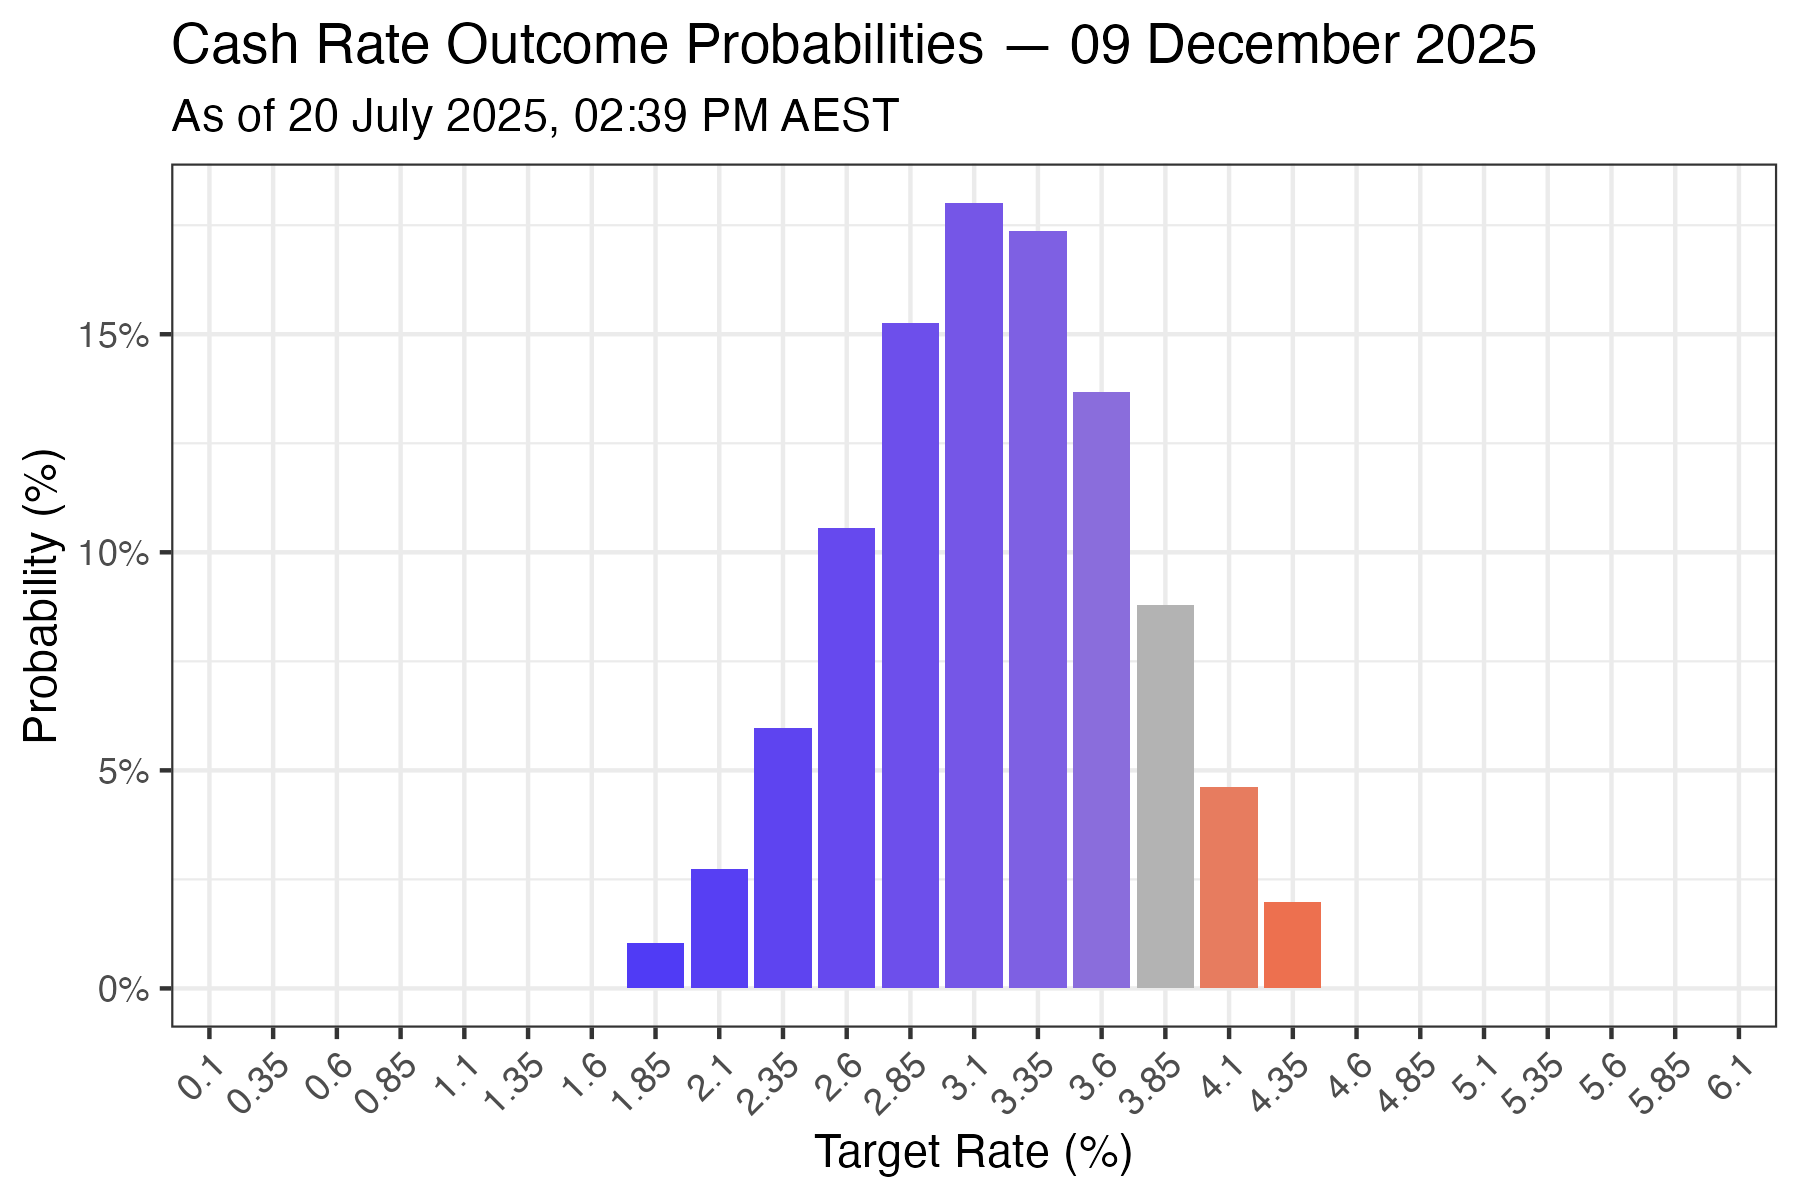 Cash Rate Outcome Probabilities — 09 December 2025
As of 20 July 2025, 02:39 PM AEST
Probability (%)
15%
10%
5%
0%
0.1 0.35 0.6 0.85 1.1 1.35 1.6 1.85 2.1 2.35 2.6 2.85 3.1 3.35 3.6 3.85 4.1 4.35 4.6 4.85 5.1 5.35 5.6 5.85 6.1
Target Rate (%)